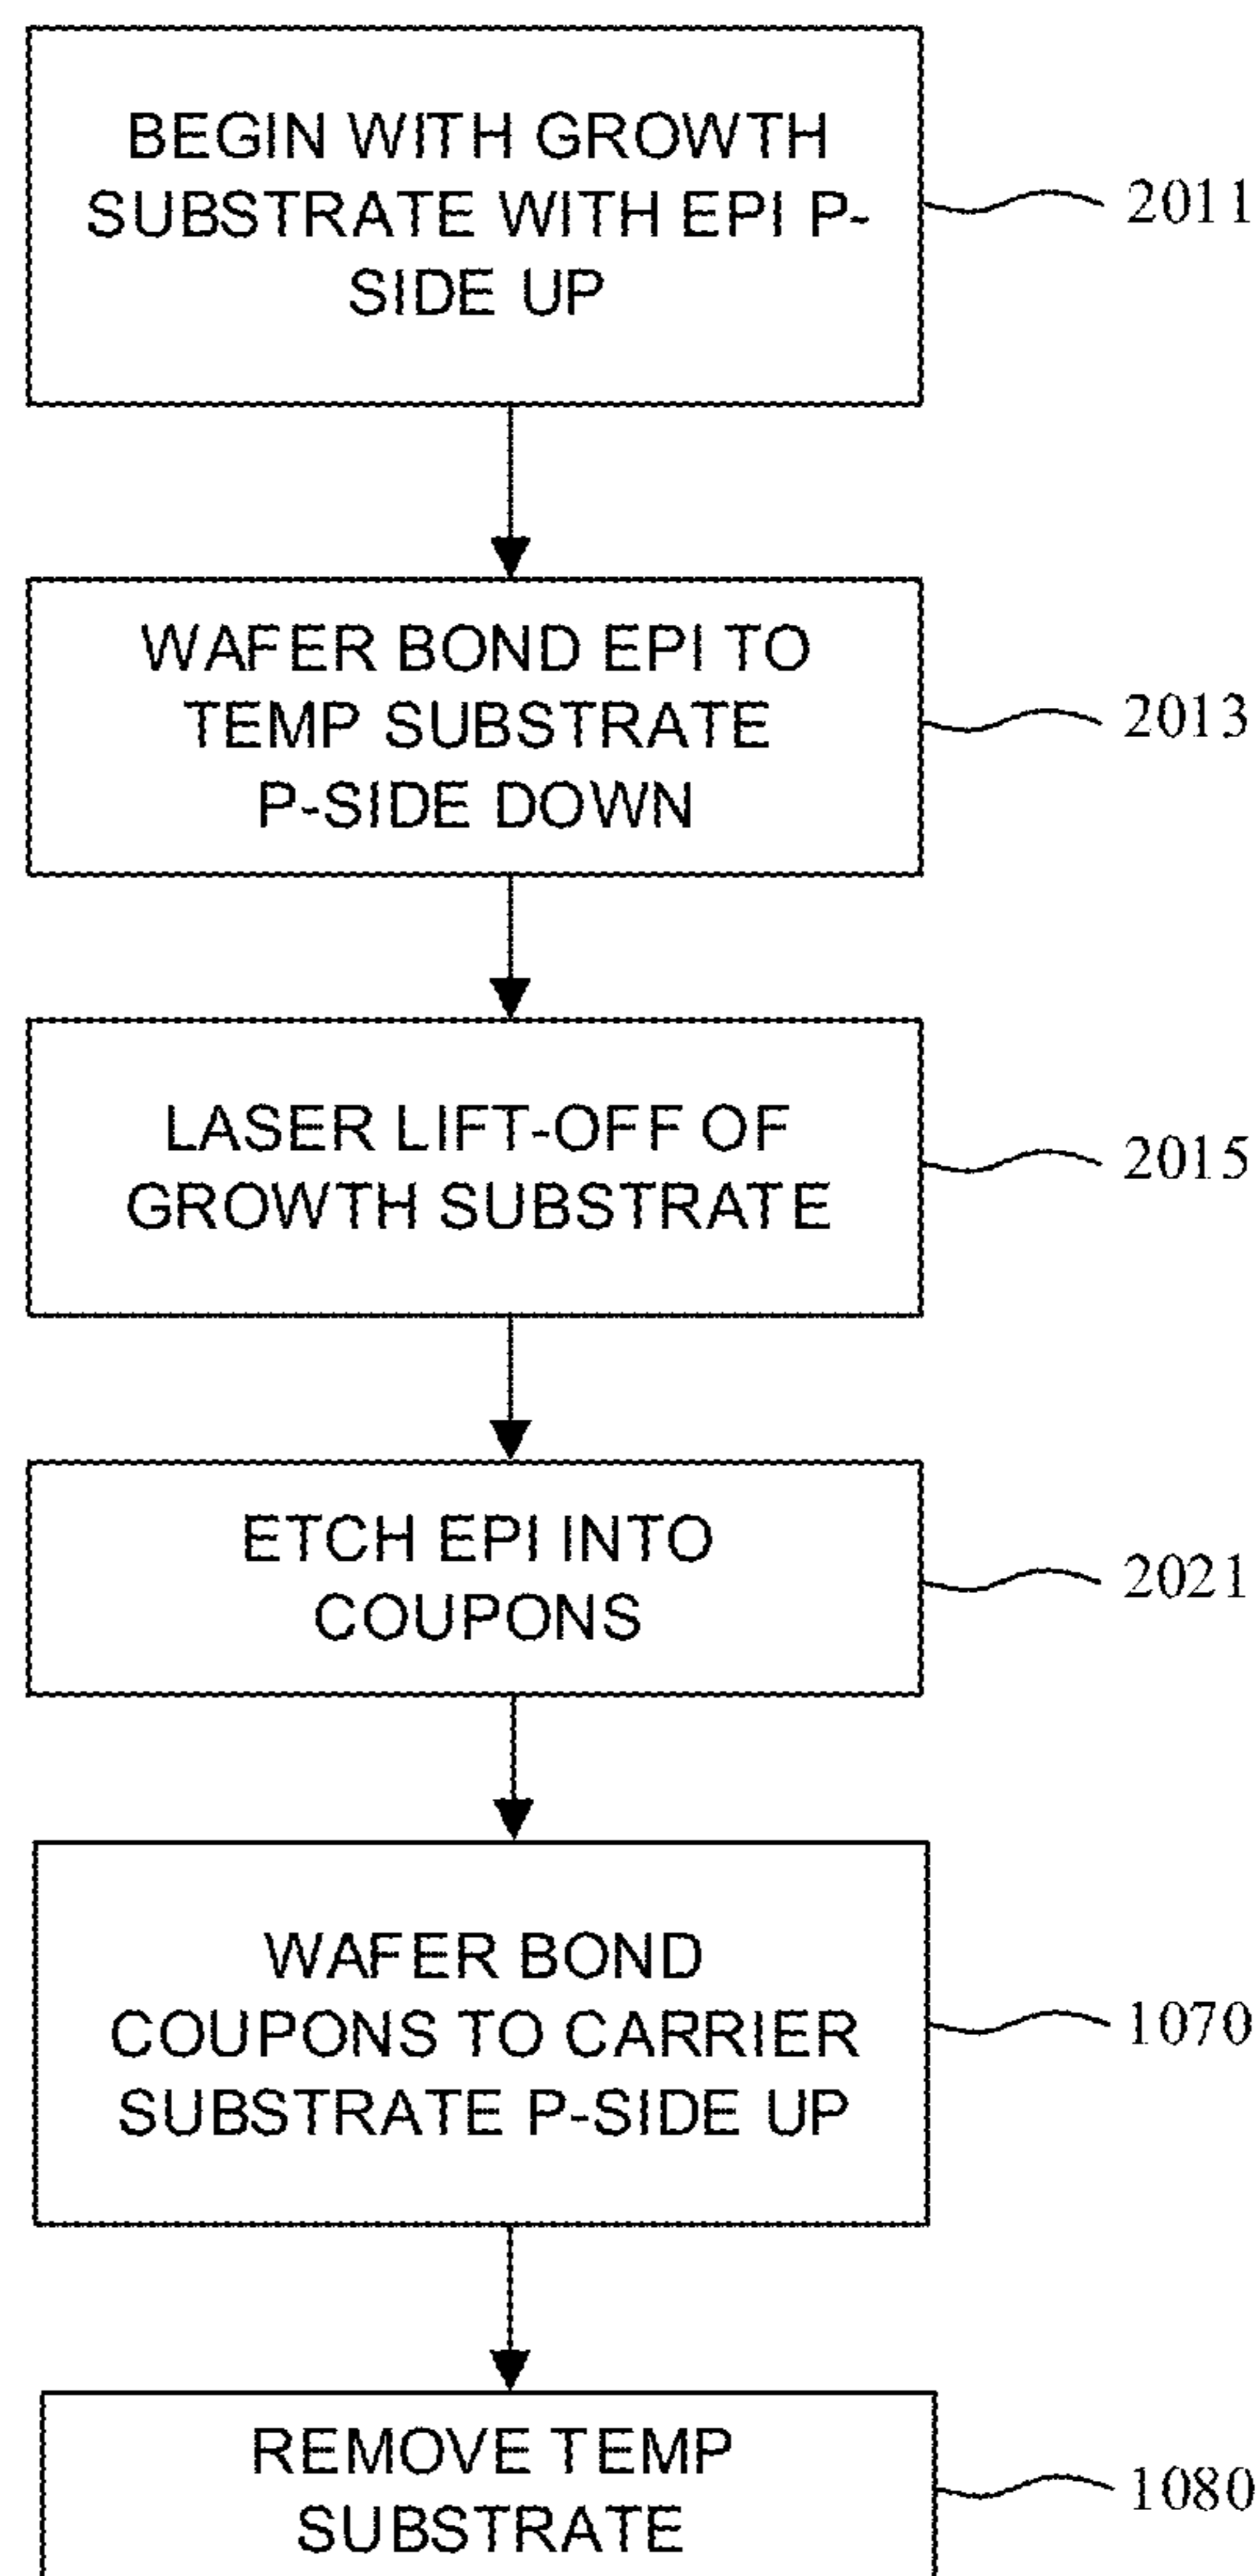 BEGIN WITH GROWTH
SUBSTRATE WITH EPI P-
SIDE UP
2011
WAFER BOND EPI TO
TEMP SUBSTRATE
P-SIDE DOWN
2013
LASER LIFT-OFF OF
GROWTH SUBSTRATE
2015
ETCH EPI INTO
COUPONS
2021
WAFER BOND
COUPONS TO CARRIER
SUBSTRATE P-SIDE UP
1070
REMOVE TEMP
SUBSTRATE
1080